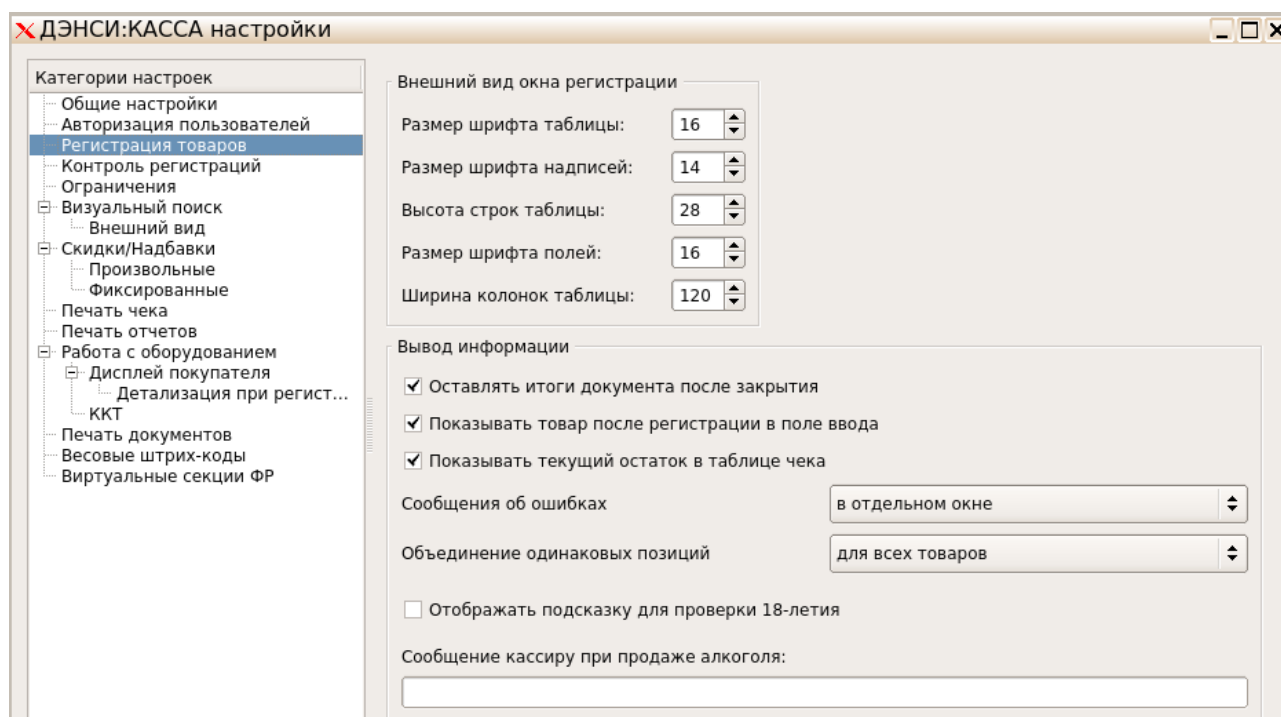 ДЭНСИ:КАССА настройки
Категории настроек
Общие настройки
Авторизация пользователей
Регистрация товаров
Контроль регистраций
Ограничения
Визуальный поиск
Внешний вид
Скидки/Надбавки
Произвольные
Фиксированные
Печать чека
Печать отчетов
Работа с оборудованием
Дисплей покупателя
Детализация при регист...
ККТ
Печать документов
Весовые штрих-коды
Виртуальные секции ФР
Внешний вид окна регистрации
Размер шрифта таблицы: 16
Размер шрифта надписей: 14
Высота строк таблицы: 28
Размер шрифта полей: 16
Ширина колонок таблицы: 120
Вывод информации
Оставлять итоги документа после закрытия
Показывать товар после регистрации в поле ввода
Показывать текущий остаток в таблице чека
Сообщения об ошибках в отдельном окне
Объединение одинаковых позиций для всех товаров
Отображать подсказку для проверки 18-летия
Сообщение кассиру при продаже алкоголя: